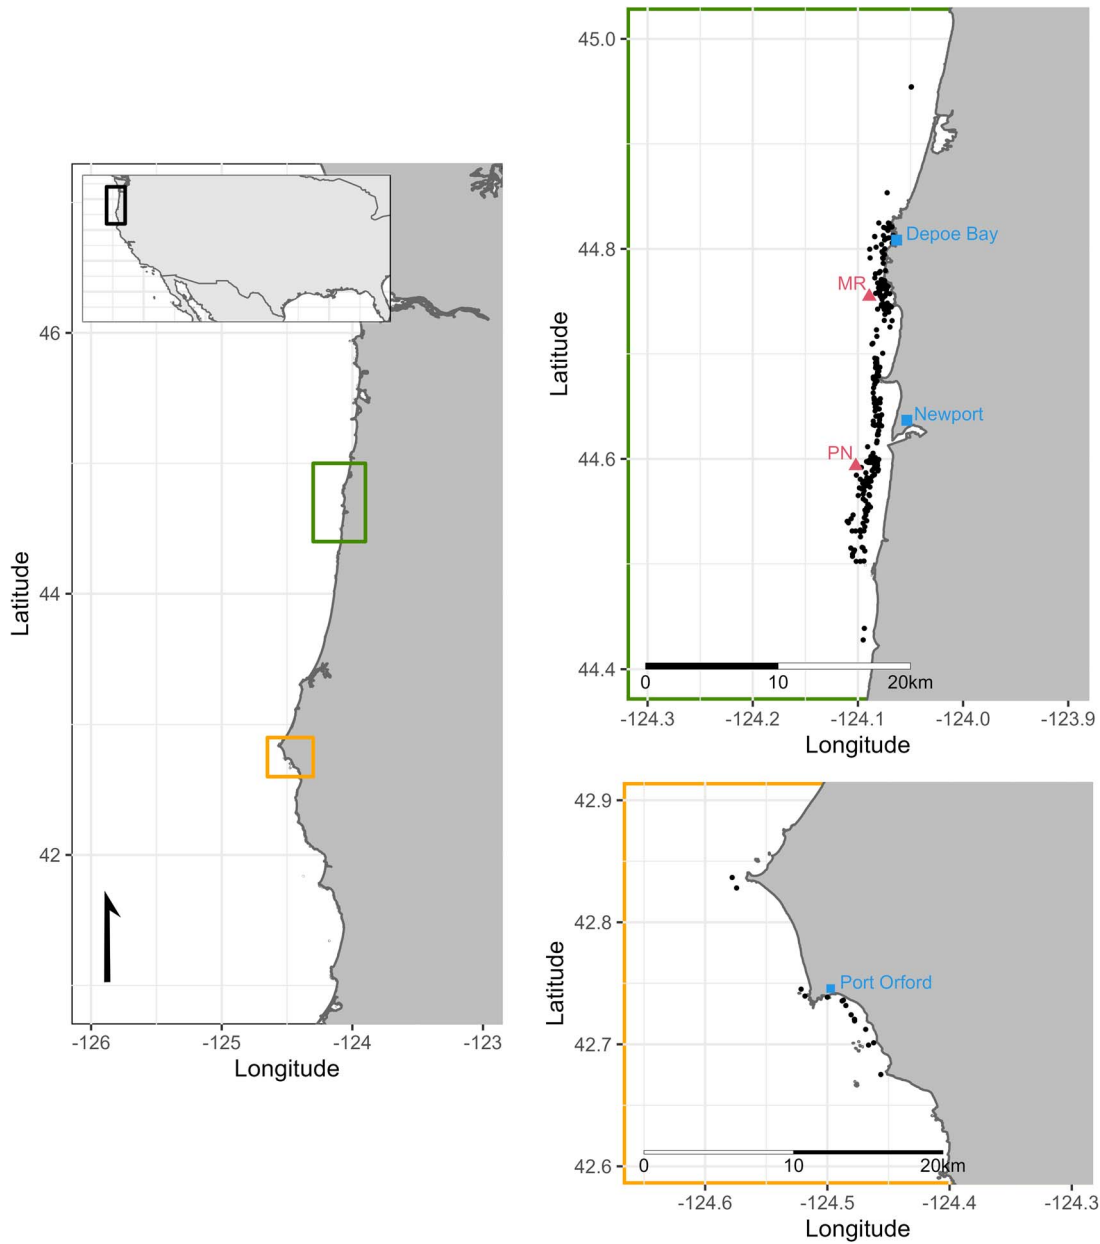 46
44
42
-126
-125
-124
-123
Longitude
Latitude
45.0
44.8
44.6
44.4
Depoe Bay
MR
Newport
PN
0
10
20km
-124.3
-124.2
-124.1
-124.0
-123.9
Longitude
Latitude
42.9
42.8
42.7
42.6
Port Orford
0
10
20km
-124.6
-124.5
-124.4
-124.3
Longitude
Latitude